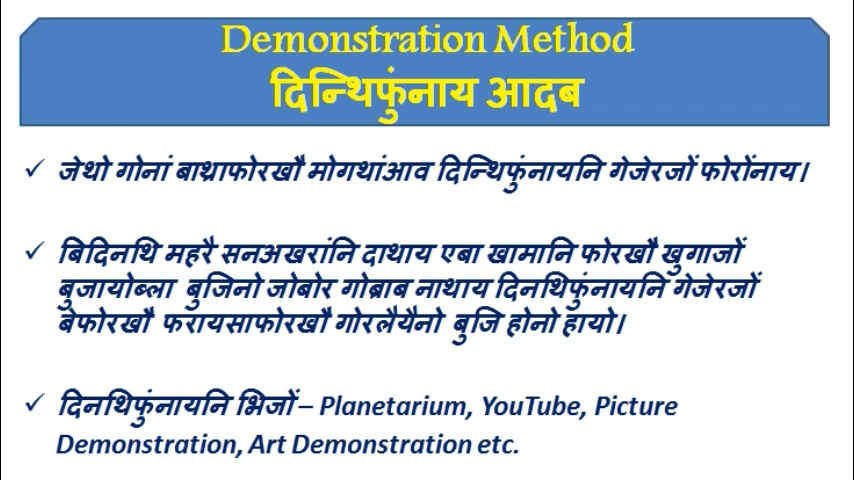 Demonstration Method
दिन्थिफुंनाय आदब
✓ जेथो गोनां बाथ्राफोरखौ मोगथांआव दिन्थिफुंनायनि गेजेरजों फोरोंनाय।
✓ बिदिनथि महरै सनअखरांनि दाथाय एबा खामानि फोरखौ खुगाजों
बुजायोब्ला बुजिनो जोबोर गोब्राब नाथाय दिनथिफुंनायनि गेजेरजों
बेफोरखौ फरायसाफोरखौ गोरलैयैनो बुजि होनो हायो।
✓ दिनथिफुंनायनि भिजों – Planetarium, YouTube, Picture
Demonstration, Art Demonstration etc.